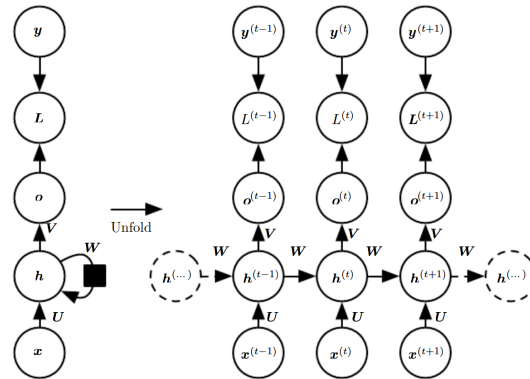 y y^(t−1) y^(t) y^(t+1)
L L^(t−1) L^(t) L^(t+1)
o o^(t−1) o^(t) o^(t+1)
Unfold
V V V V
W W W W W
h h^(...) h^(t−1) h^(t) h^(t+1) h^(...)
U U U U
x x^(t−1) x^(t) x^(t+1)